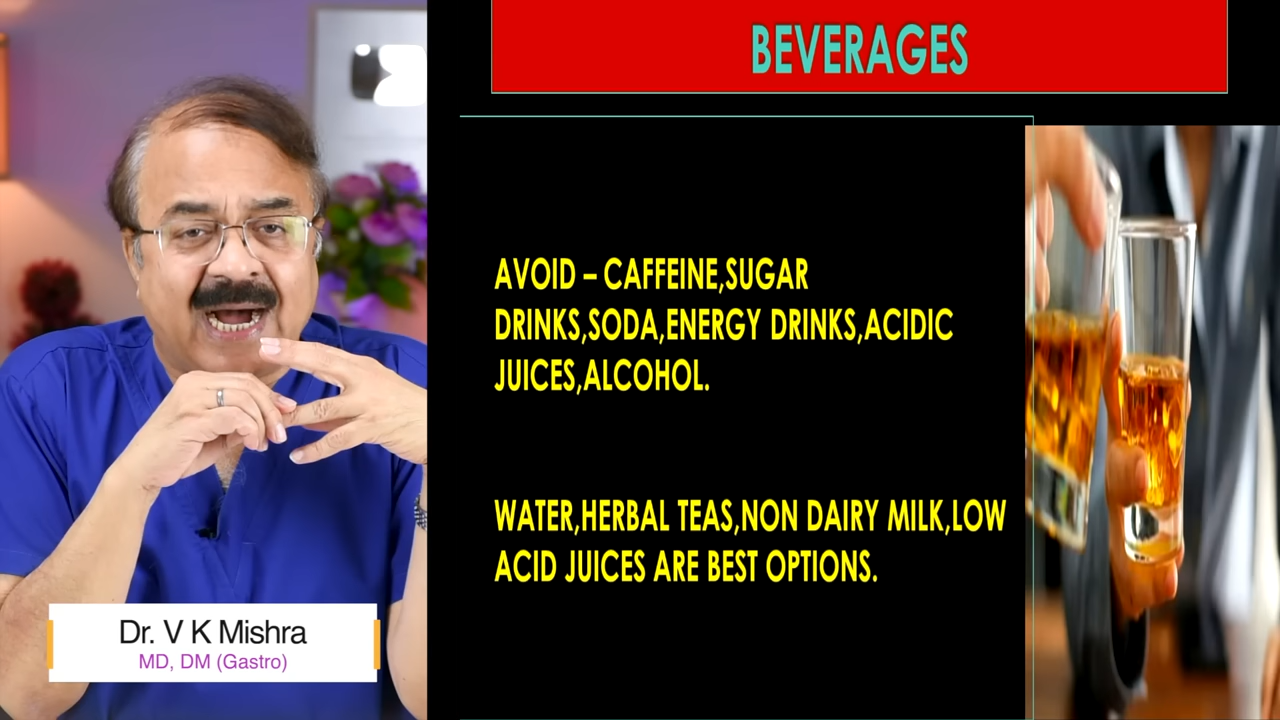 BEVERAGES
AVOID – CAFFEINE,SUGAR
DRINKS,SODA,ENERGY DRINKS,ACIDIC
JUICES,ALCOHOL.
WATER,HERBAL TEAS,NON DAIRY MILK,LOW
ACID JUICES ARE BEST OPTIONS.
Dr. V K Mishra
MD, DM (Gastro)